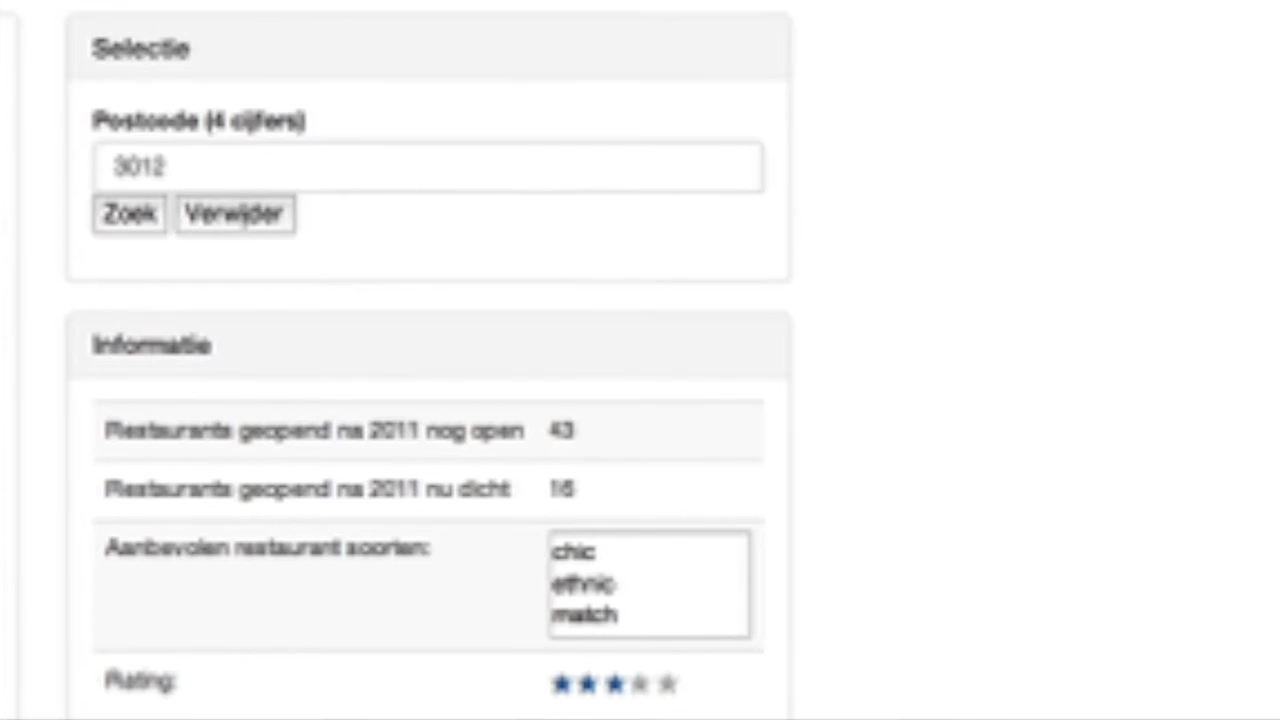 Selectie
Postcode (4 cijfers)
3012
Zoek Verwijder
Informatie
Restaurants geopend na 2011 nog open 43
Restaurants geopend na 2011 nu dicht 16
Aanbevolen restaurant soorten: chic
ethnic
match
Rating: